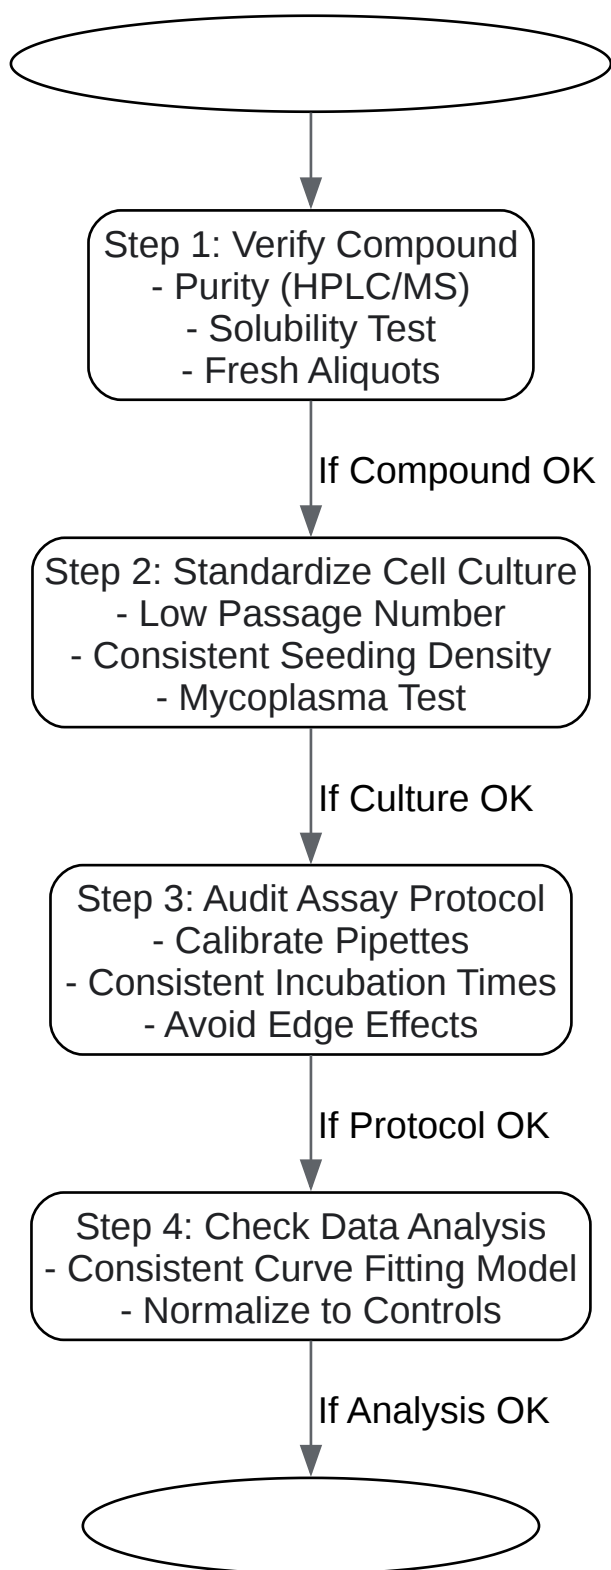 Step 1: Verify Compound
- Purity (HPLC/MS)
- Solubility Test
- Fresh Aliquots
If Compound OK
Step 2: Standardize Cell Culture
- Low Passage Number
- Consistent Seeding Density
- Mycoplasma Test
If Culture OK
Step 3: Audit Assay Protocol
- Calibrate Pipettes
- Consistent Incubation Times
- Avoid Edge Effects
If Protocol OK
Step 4: Check Data Analysis
- Consistent Curve Fitting Model
- Normalize to Controls
If Analysis OK